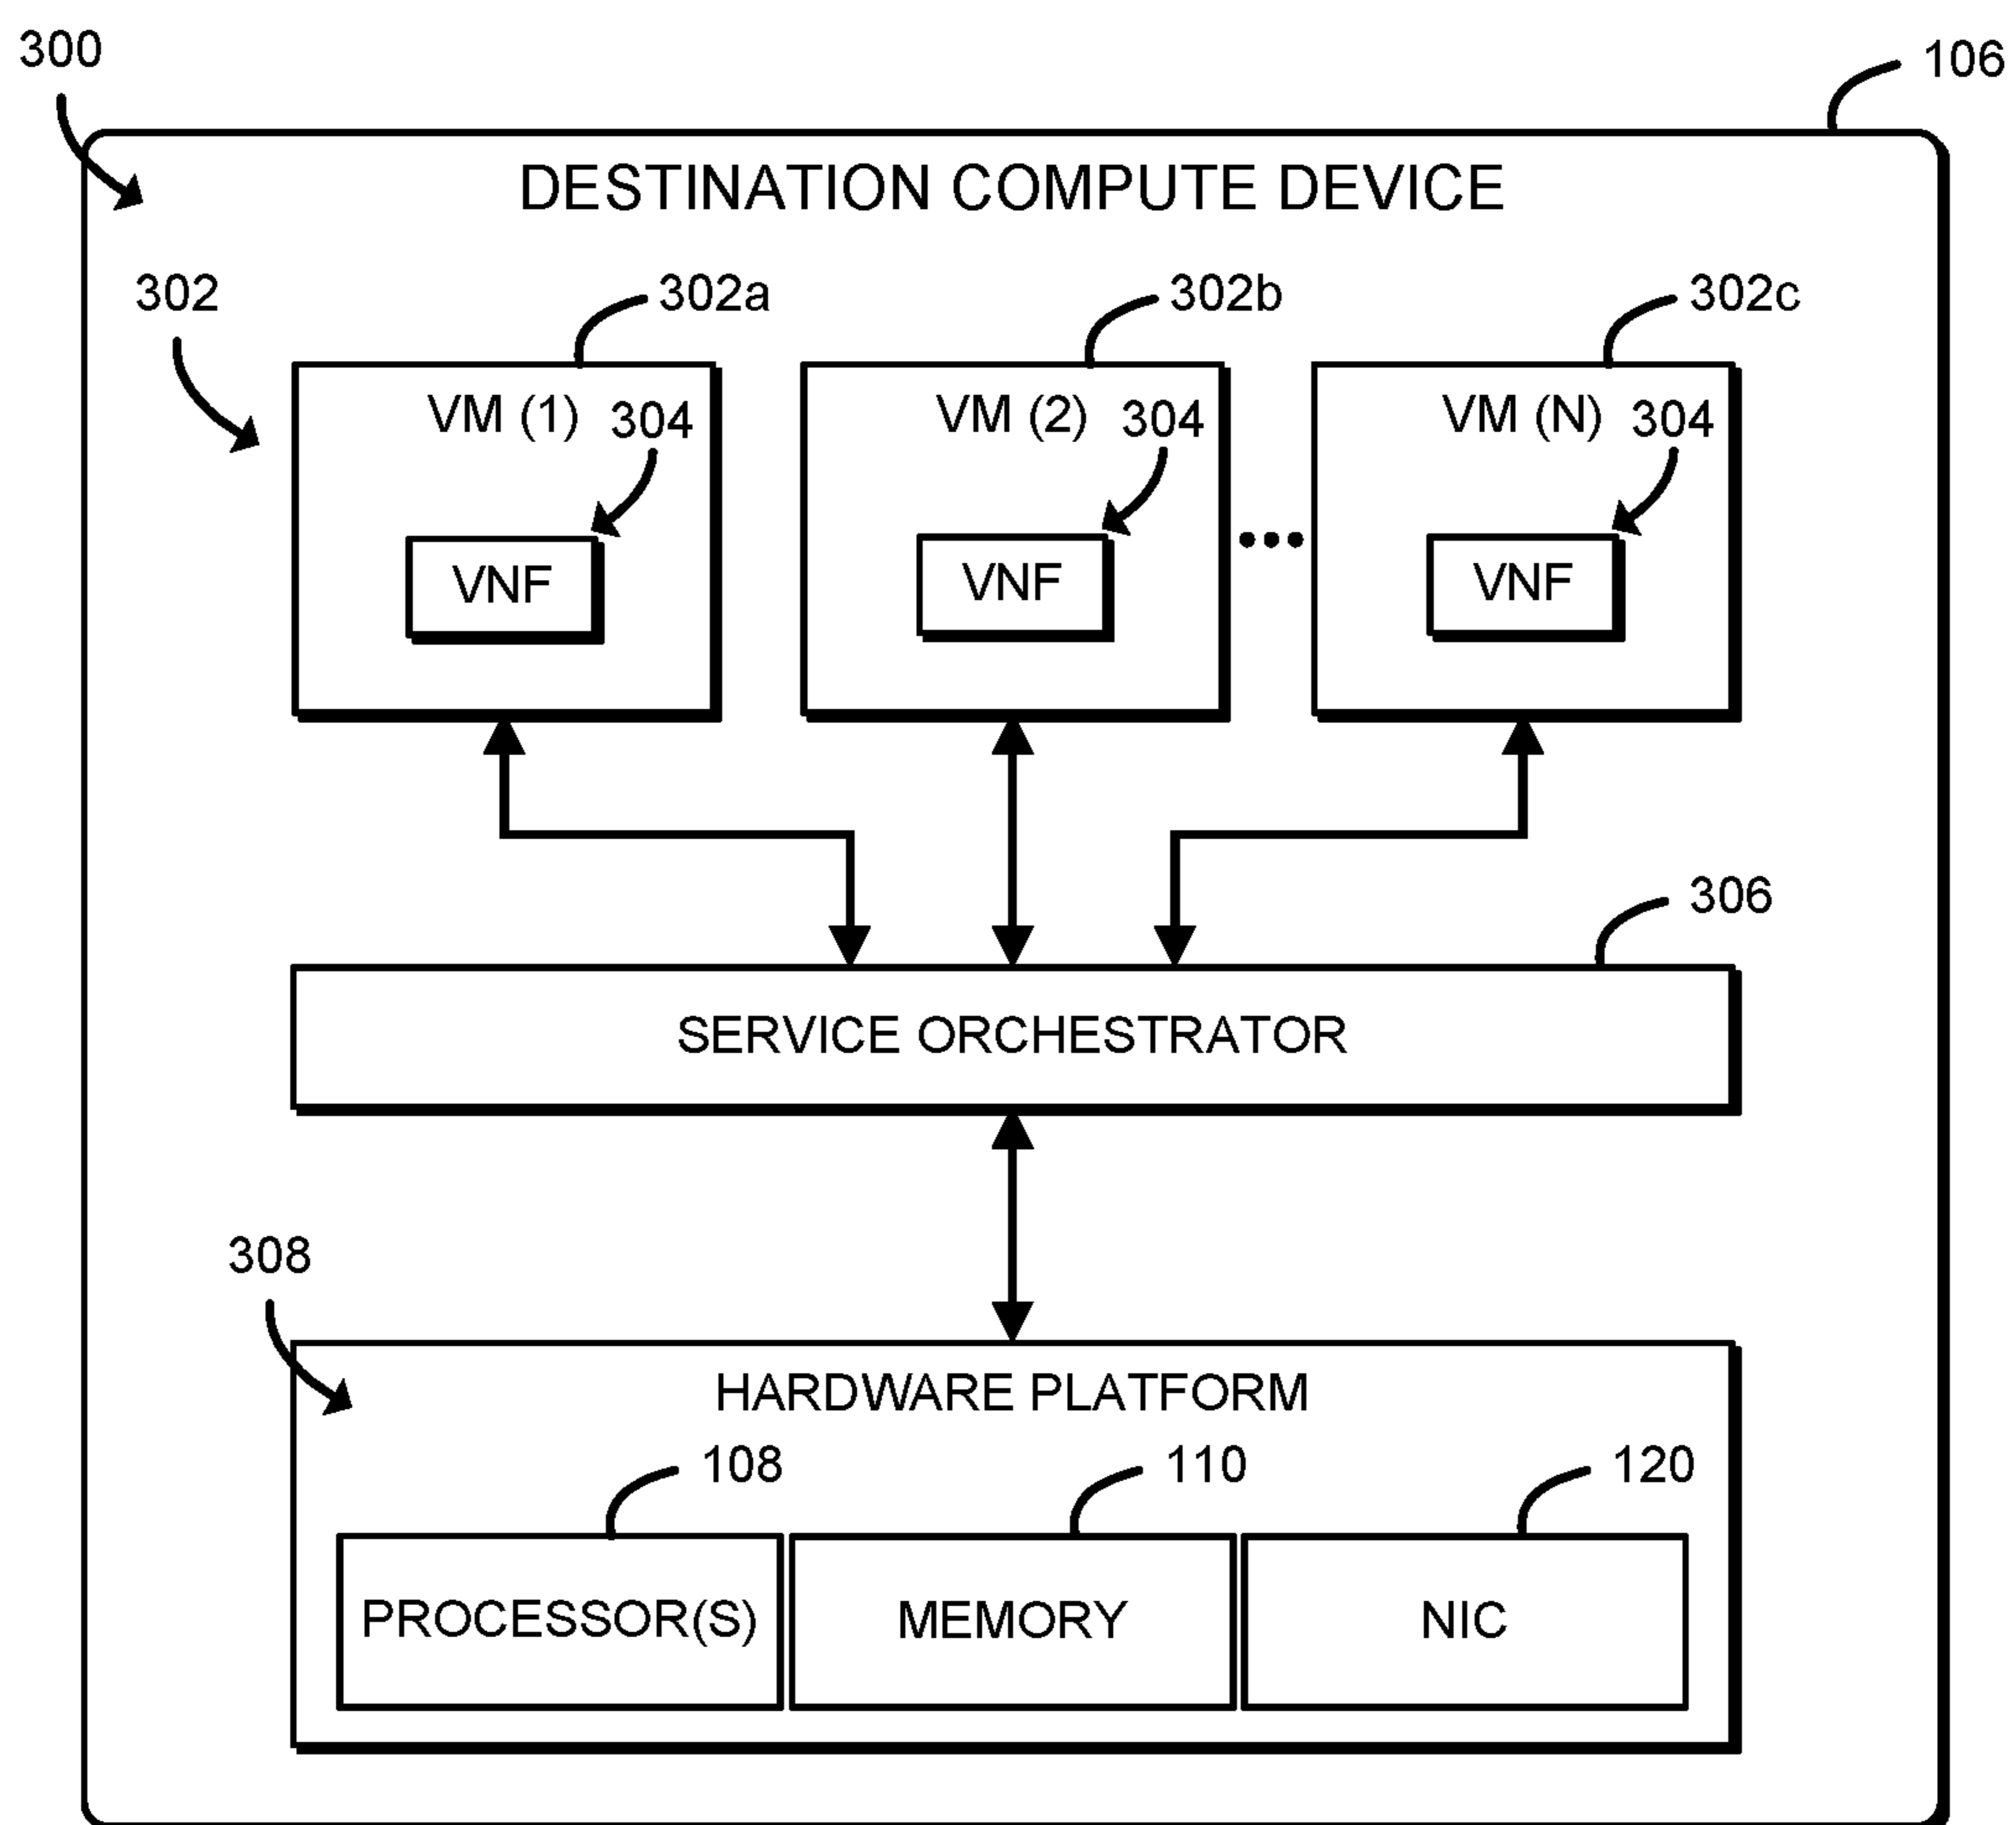 300
106
DESTINATION COMPUTE DEVICE
302
302a
302b
302c
VM (1)
304
VM (2)
304
VM (N)
304
VNF
VNF
VNF
306
SERVICE ORCHESTRATOR
308
HARDWARE PLATFORM
108
110
120
PROCESSOR(S)
MEMORY
NIC